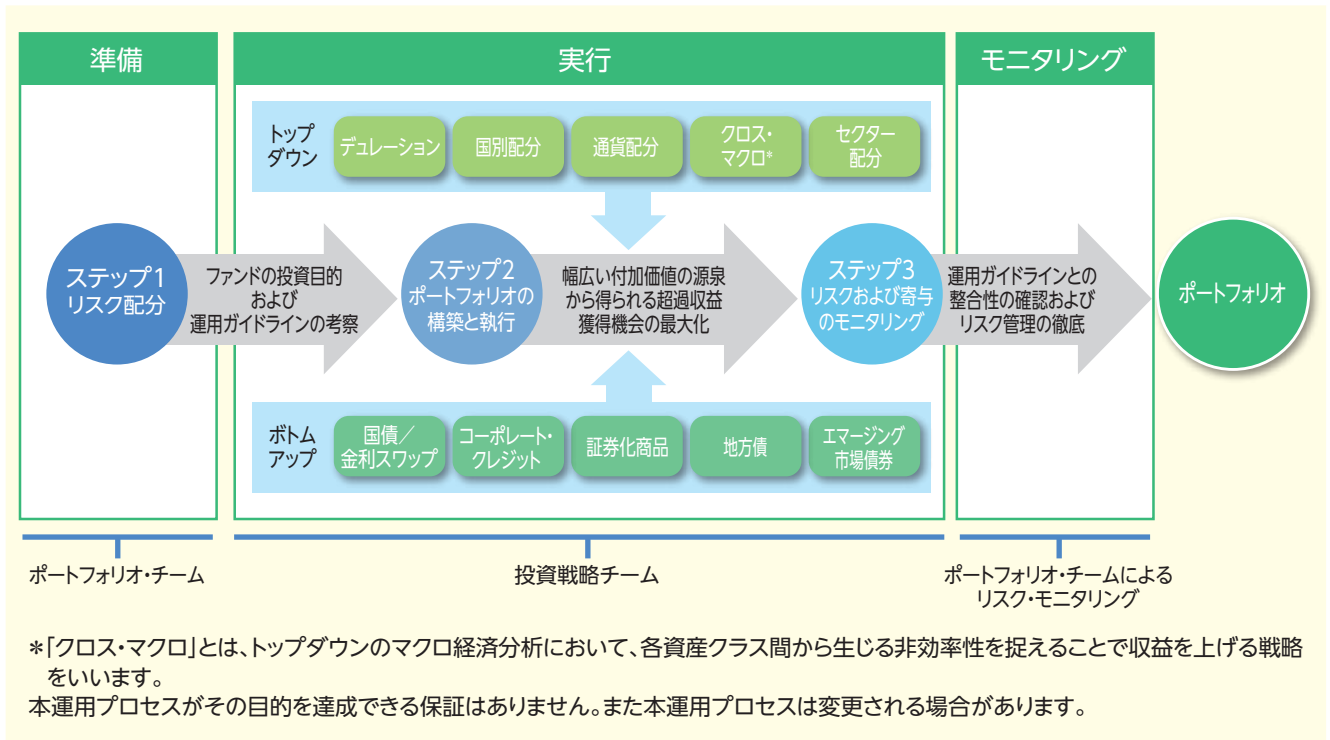 準備
実行
モニタリング
トップ
ダウン
デュレーション
国別配分
通貨配分
クロス・
マクロ*
セクター
配分
ステップ1
リスク配分
ファンドの投資目的
および
運用ガイドラインの考察
ステップ2
ポートフォリオの
構築と執行
幅広い付加価値の源泉
から得られる超過収益
獲得機会の最大化
ステップ3
リスクおよび寄与
のモニタリング
運用ガイドラインとの
整合性の確認および
リスク管理の徹底
ポートフォリオ
ボトム
アップ
国債／
金利スワップ
コーポレート・
クレジット
証券化商品
地方債
エマージング
市場債券
ポートフォリオ・チーム
投資戦略チーム
ポートフォリオ・チームによる
リスク・モニタリング
＊「クロス・マクロ」とは、トップダウンのマクロ経済分析において、各資産クラス間から生じる非効率性を捉えることで収益を上げる戦略
をいいます。
本運用プロセスがその目的を達成できる保証はありません。また本運用プロセスは変更される場合があります。